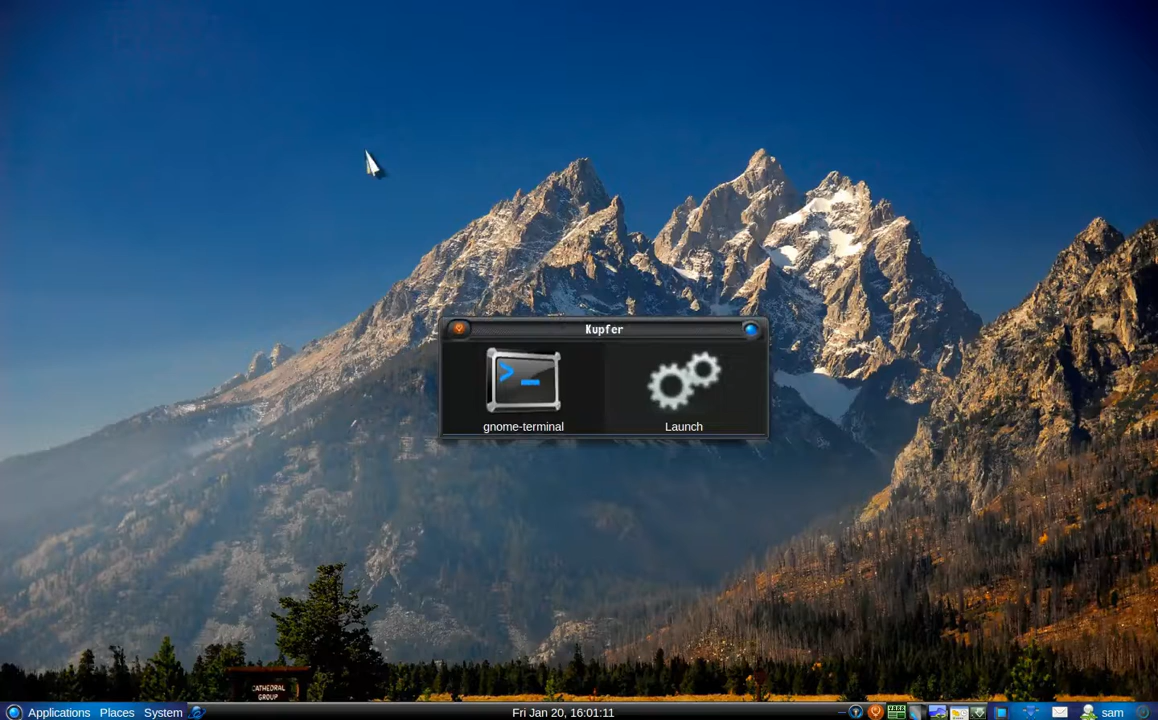 Kupfer
gnome-terminal
Launch
CATHEDRAL
GROUP
Applications Places System
Fri Jan 20, 16:01:11
sam